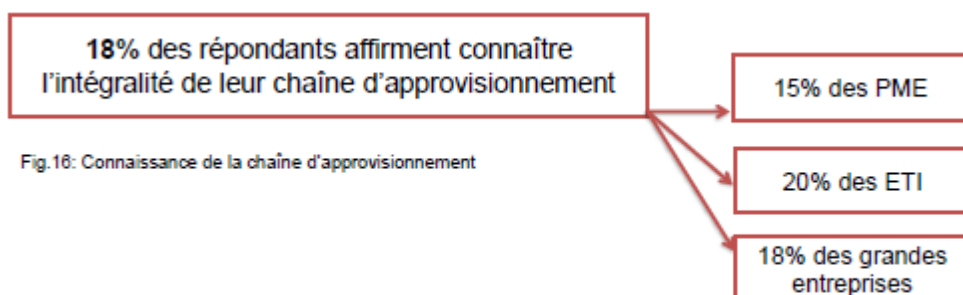 18% des répondants affirment connaître
l'intégralité de leur chaîne d'approvisionnement
15% des PME
Fig.16: Connaissance de la chaîne d'approvisionnement
20% des ETI
18% des grandes
entreprises